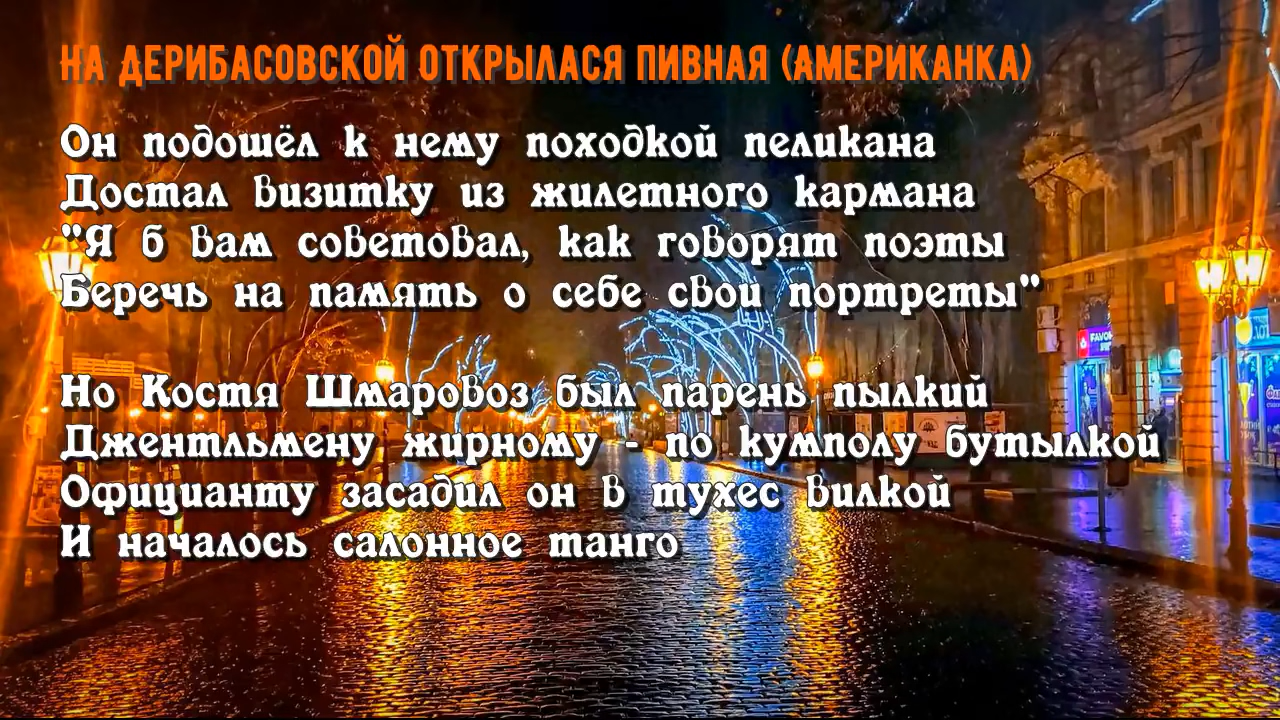 НА ДЕРИБАСОВСКОЙ ОТКРЫЛАСЯ ПИВНАЯ (АМЕРИКАНКА)
Он подошёл к нему походкой пеликана
Достал визитку из жилетного кармана
"Я б вам советовал, как говорят поэты
Беречь на память о себе свои портреты"
Но Костя Шмаровоз был парень пылкий
Джентльмену жирному - по кумполу бутылкой
Официанту засадил он в тухес вилкой
И началось салонное танго
FAVO